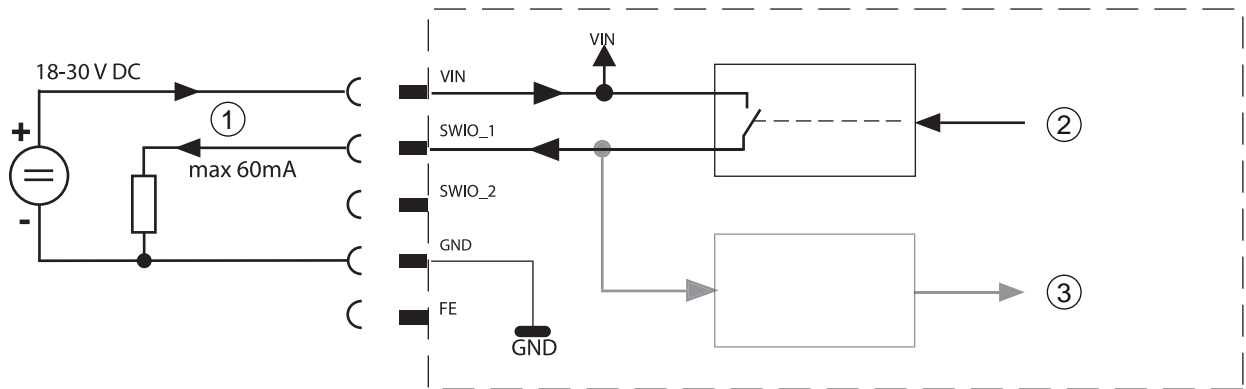 VIN
18-30 V DC
VIN
+
1
SWIO_1
2
max 60mA
SWIO_2
-
GND
3
FE
GND